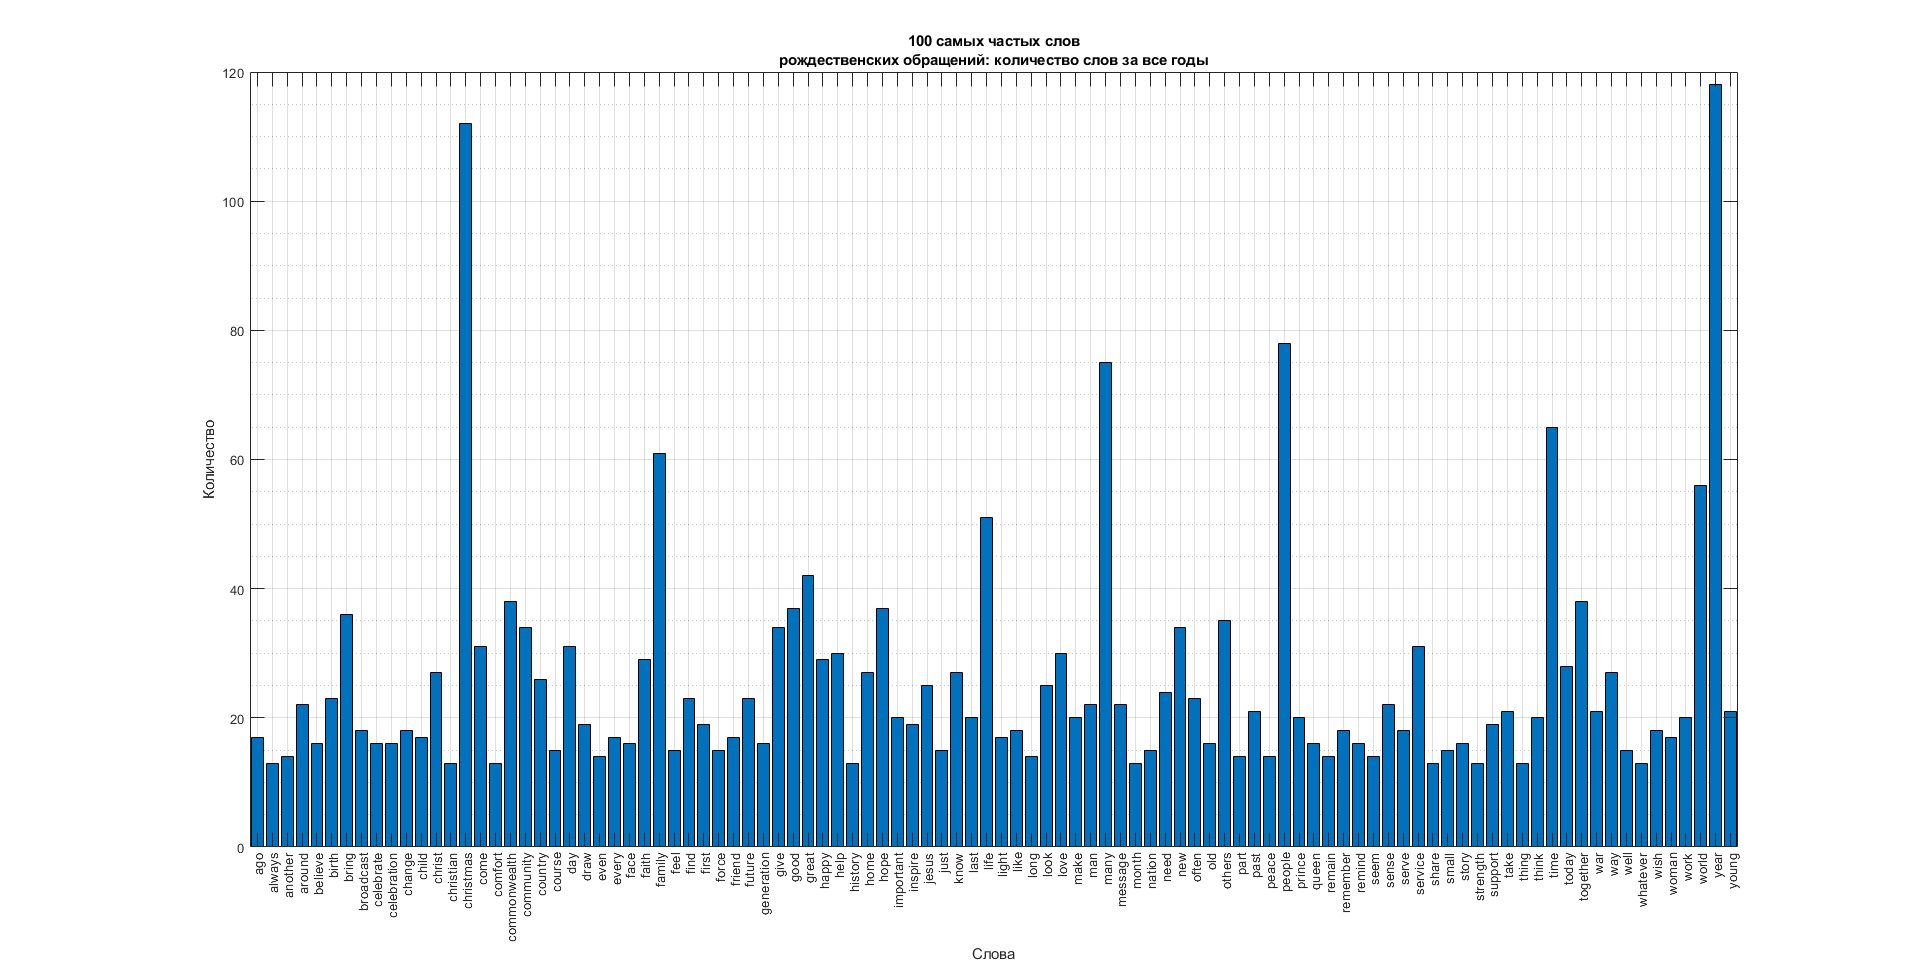 100 самых частых слов
рождественских обращений: количество слов за все годы
120
100
80
60
40
20
0
Количество
ago
always
another
around
believe
birth
bring
broadcast
celebrate
celebration
change
child
christ
christian
christmas
come
comfort
commonwealth
community
country
course
day
draw
even
every
face
faith
family
feel
find
first
force
friend
future
generation
give
good
great
happy
help
history
home
hope
important
inspire
jesus
just
know
last
life
light
like
long
look
love
make
man
many
message
month
nation
need
new
often
old
others
part
past
peace
people
prince
queen
remain
remember
remind
seem
sense
serve
service
share
small
story
strength
support
take
thing
think
time
today
together
war
way
well
whatever
wish
woman
work
world
year
young
Слова